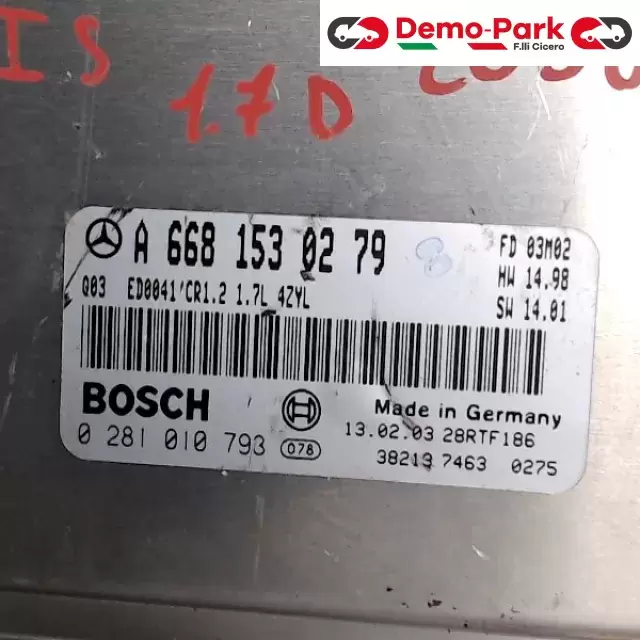 Demo-Park
F.lli Cicero
IS
1.7D
A 668 153 02 79
FD 03M02
HW 14.98
SW 14.01
Q03 ED0041'CR1.2 1.7L 4ZYL
BOSCH
Made in Germany
0 281 010 793 078
13.02.03 28RTF186
382137 7463 0275